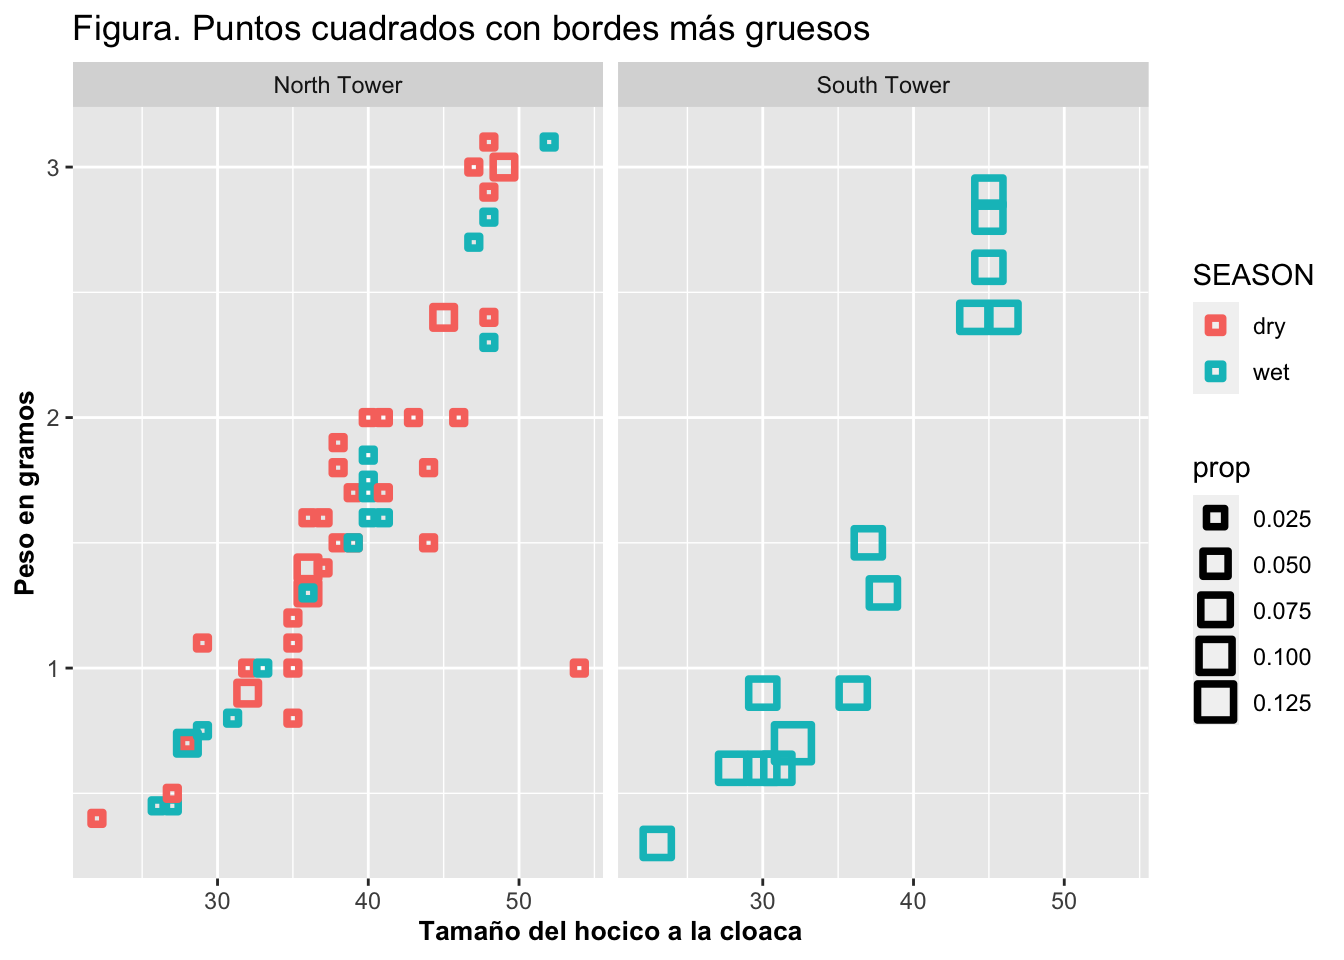 Figura. Puntos cuadrados con bordes más gruesos
North Tower
South Tower
3
2
1
Peso en gramos
30
40
50
30
40
50
Tamaño del hocico a la cloaca
SEASON
dry
wet
prop
0.025
0.050
0.075
0.100
0.125